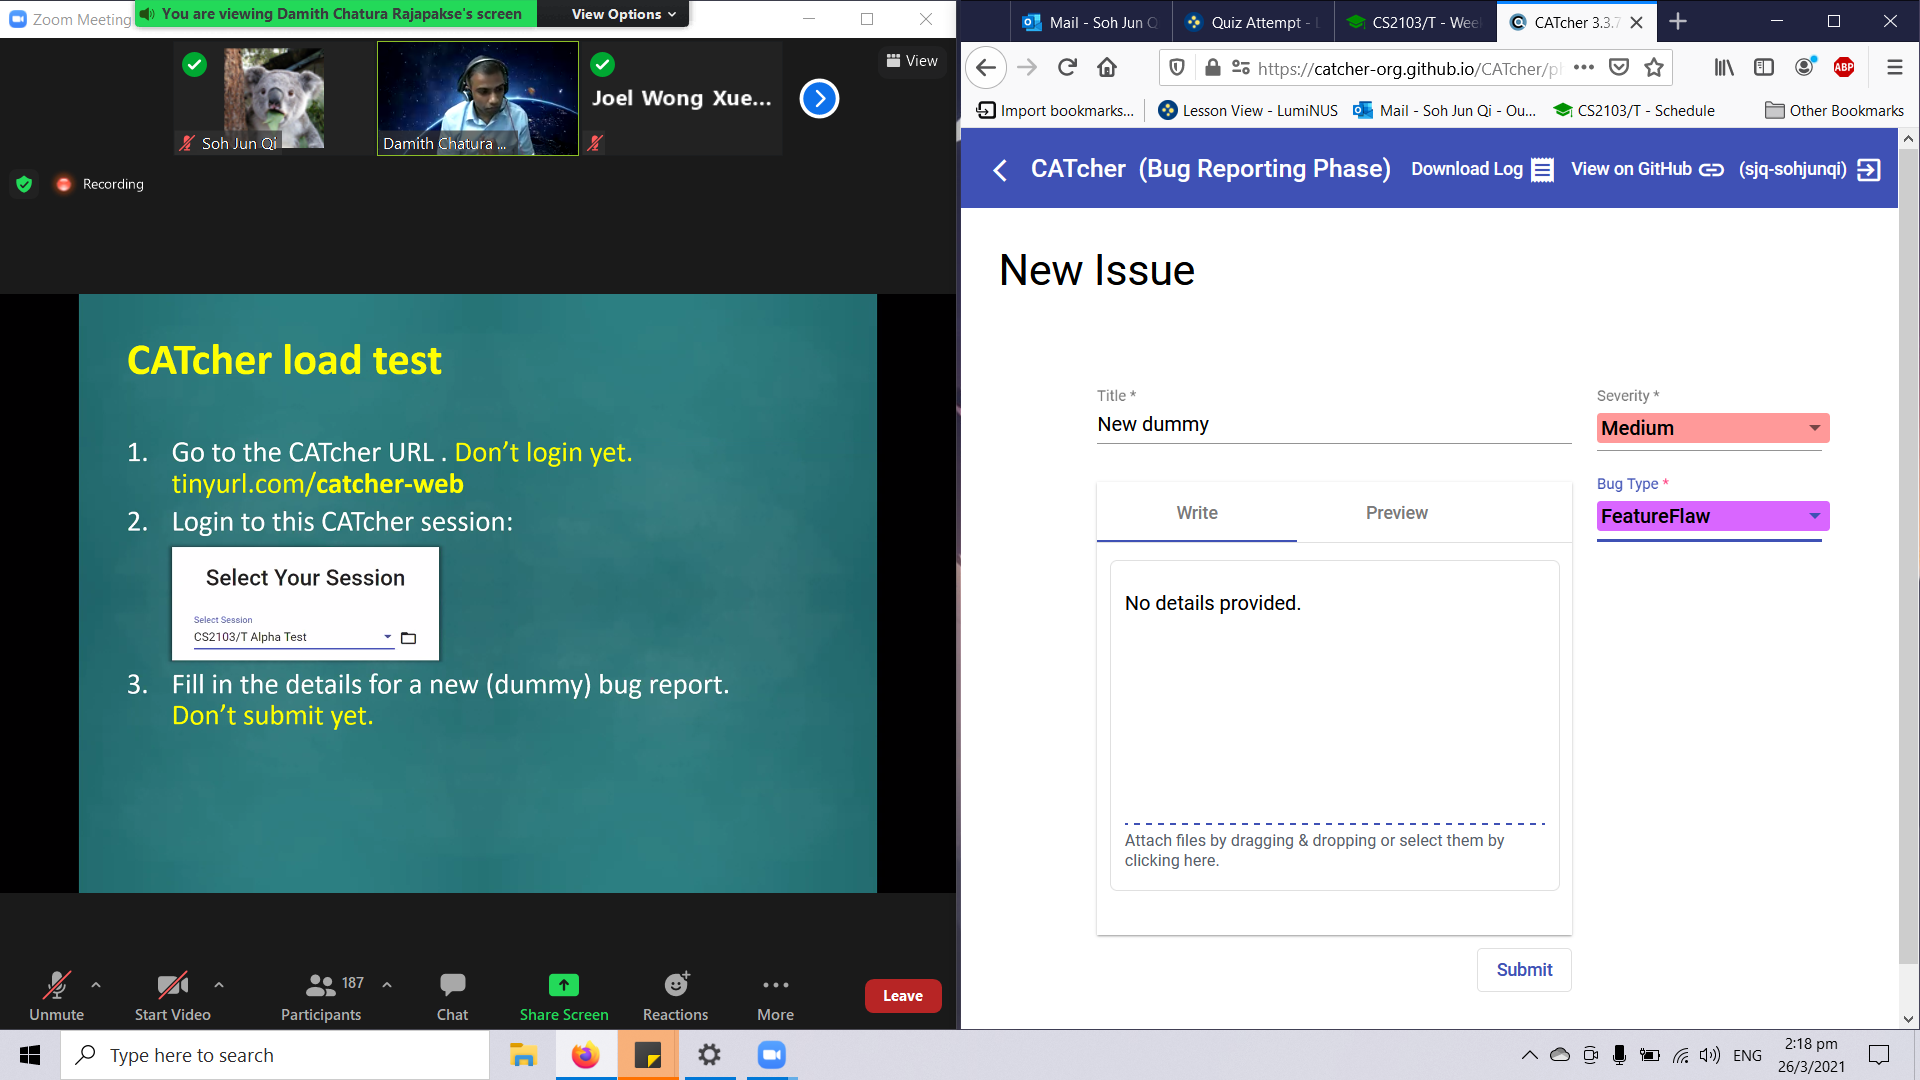 Zoom Meeting
You are viewing Damith Chatura Rajapakse's screen
View Options
View
Soh Jun Qi
Damith Chatura ...
Joel Wong Xue...
Recording
CATcher load test
1. Go to the CATcher URL . Don't login yet.
tinyurl.com/catcher-web
2. Login to this CATcher session:
Select Your Session
Select Session
CS2103/T Alpha Test
3. Fill in the details for a new (dummy) bug report.
Don't submit yet.
Unmute
Start Video
187
Participants
Chat
Share Screen
Reactions
More
Leave
Mail - Soh Jun Q
Quiz Attempt -
CS2103/T - Wee
CATcher 3.3.7
https://catcher-org.github.io/CATcher/
ABP
Import bookmarks...
Lesson View - LumiNUS
Mail - Soh Jun Qi - Ou...
CS2103/T - Schedule
Other Bookmarks
CATcher (Bug Reporting Phase)
Download Log
View on GitHub
(sjq-sohjunqi)
New Issue
Title *
New dummy
Severity *
Medium
Bug Type *
FeatureFlaw
Write
Preview
No details provided.
Attach files by dragging & dropping or select them by
clicking here.
Submit
Type here to search
ENG
2:18 pm
26/3/2021